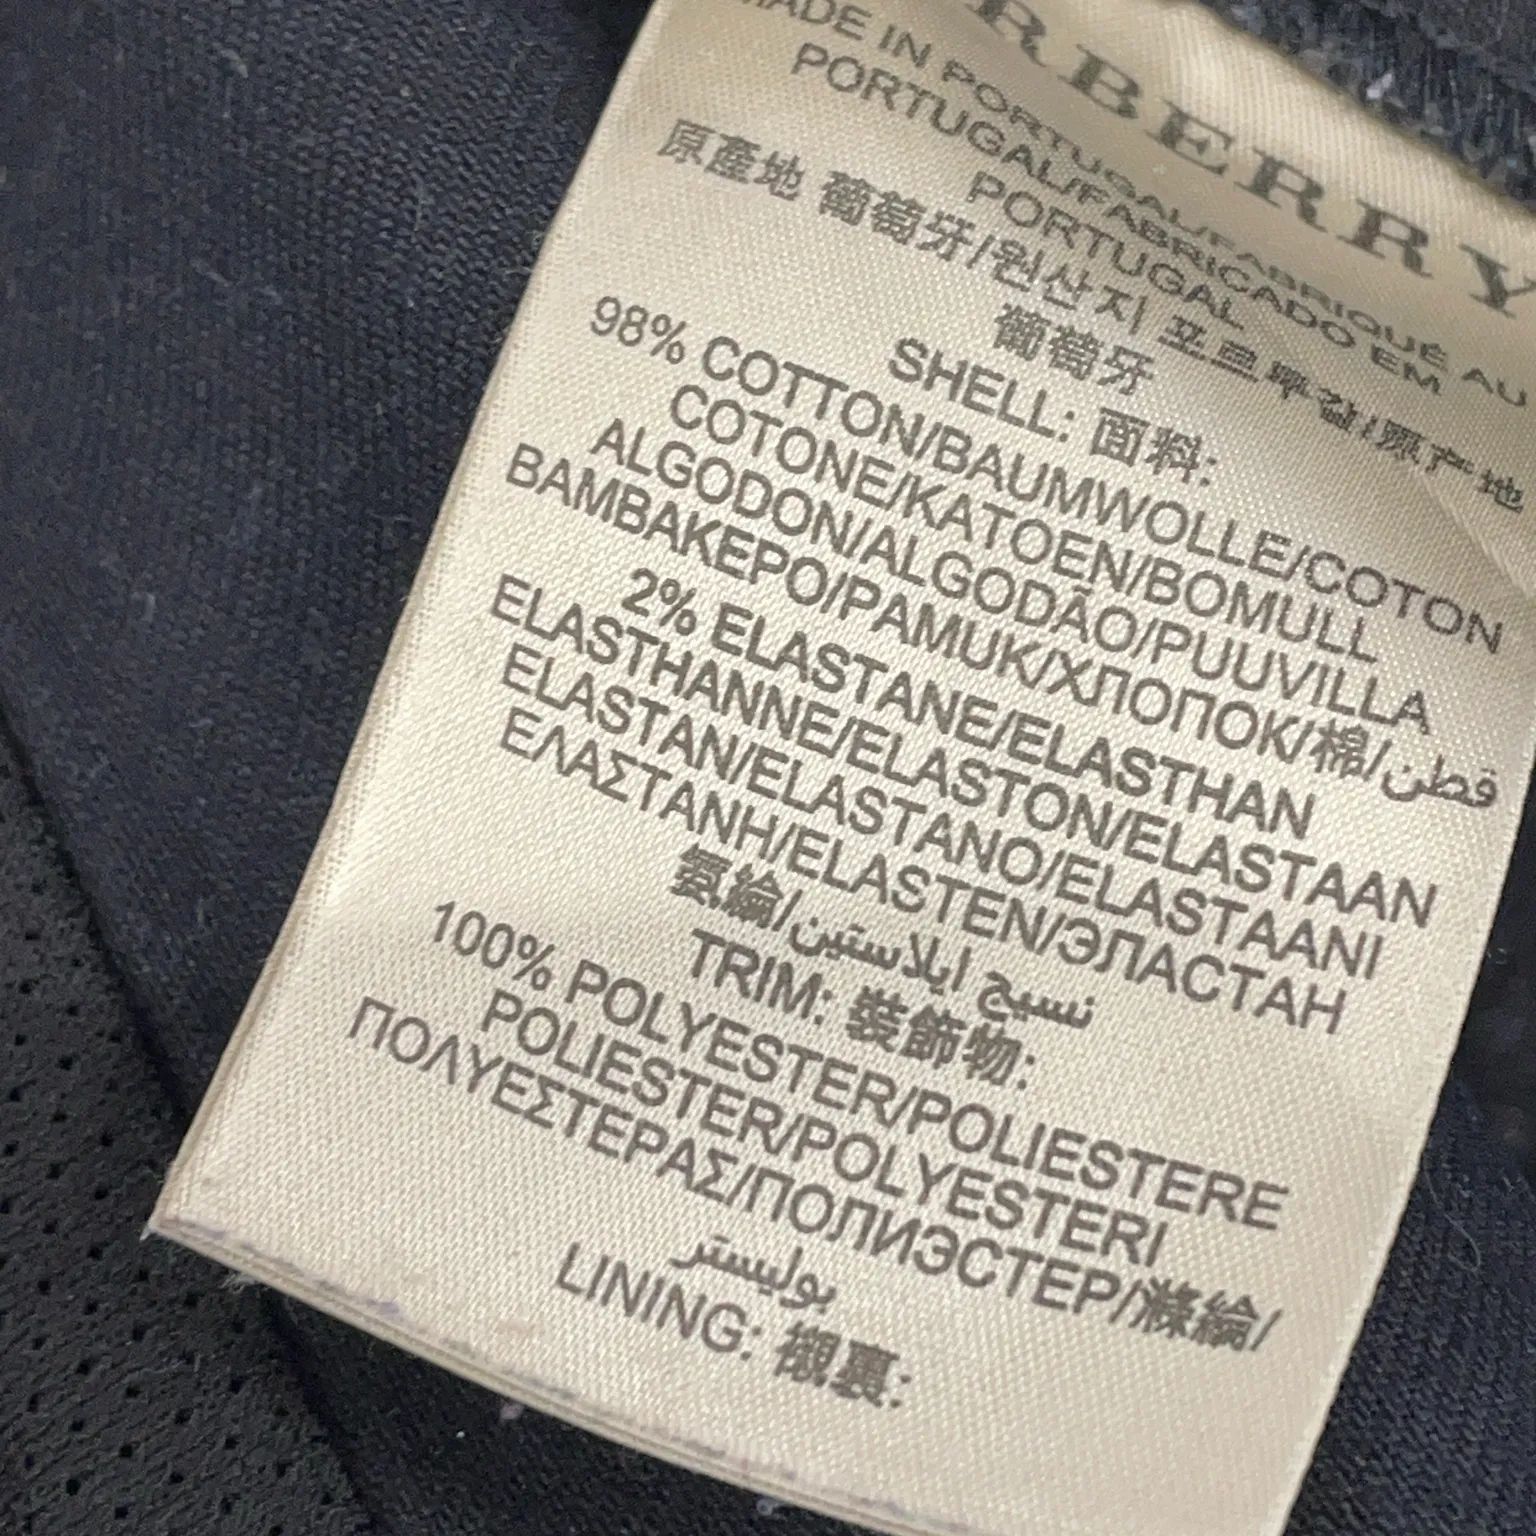 RBERRY
MADE IN PORTUGAL/FABRIQUÉ AU
PORTUGAL/FABRICADO EM
PORTUGAL
原產地 葡萄牙/원산지 포르투갈/原产地
葡萄牙
SHELL: 面料:
98% COTTON/BAUMWOLLE/COTON
COTONE/KATOEN/BOMULL
ALGODON/ALGODÃO/PUUVILLA
BAMBAKEPO/PAMUK/ХЛОПОК/棉/قطن
2% ELASTANE/ELASTHAN
ELASTHANNE/ELASTON/ELASTAAN
ELASTAN/ELASTANO/ELASTAANI
ΕΛΑΣΤΑΝΗ/ELASTEN/ЭЛАСТАН
氨綸/نسيج ايلاستين
TRIM: 裝飾物:
100% POLYESTER/POLIESTERE
POLIESTER/POLYESTERI
ΠΟΛΥΕΣΤΕΡΑΣ/ПОЛИЭСТЕР/滌綸/
بوليستر
LINING: 襯裏: